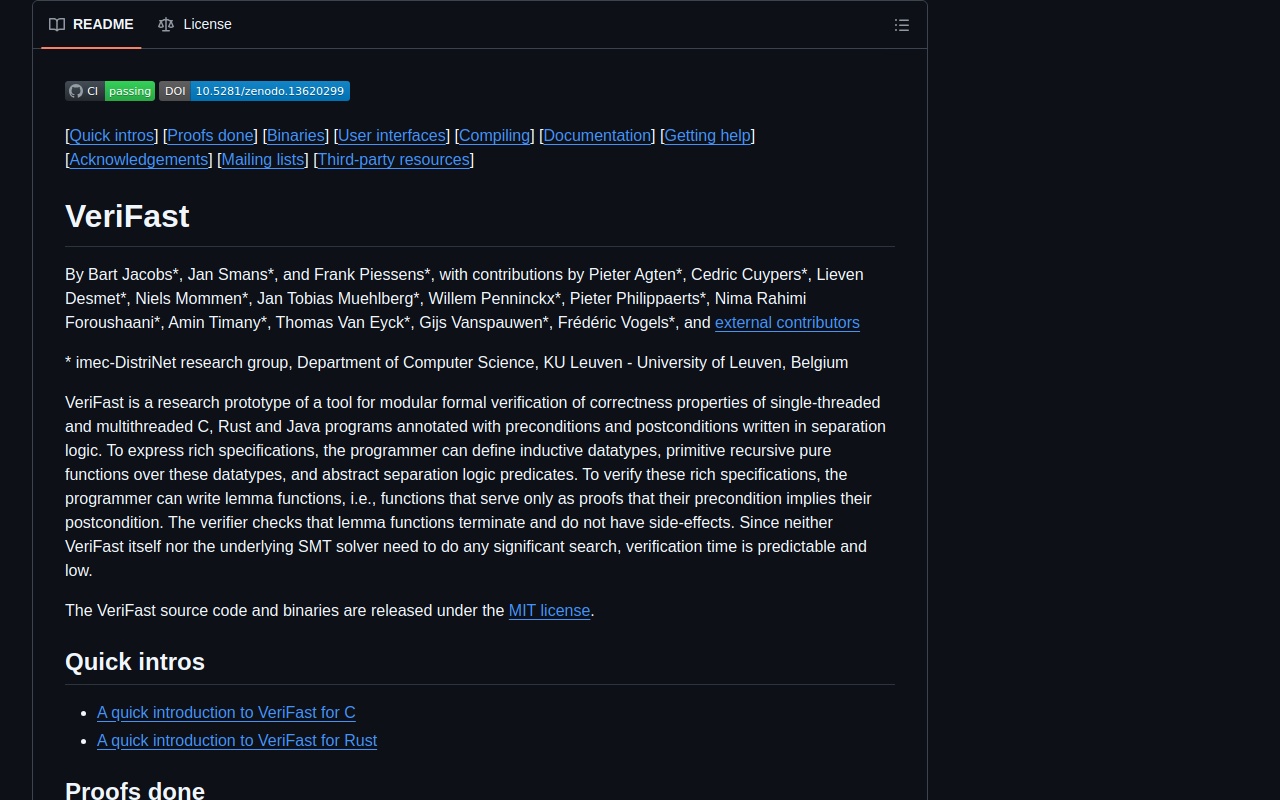 README License
CI passing DOI 10.5281/zenodo.13620299
[Quick intros] [Proofs done] [Binaries] [User interfaces] [Compiling] [Documentation] [Getting help]
[Acknowledgements] [Mailing lists] [Third-party resources]
VeriFast
By Bart Jacobs*, Jan Smans*, and Frank Piessens*, with contributions by Pieter Agten*, Cedric Cuypers*, Lieven
Desmet*, Niels Mommen*, Jan Tobias Muehlberg*, Willem Penninckx*, Pieter Philippaerts*, Nima Rahimi
Foroushaani*, Amin Timany*, Thomas Van Eyck*, Gijs Vanspauwen*, Frédéric Vogels*, and external contributors
* imec-DistriNet research group, Department of Computer Science, KU Leuven - University of Leuven, Belgium
VeriFast is a research prototype of a tool for modular formal verification of correctness properties of single-threaded
and multithreaded C, Rust and Java programs annotated with preconditions and postconditions written in separation
logic. To express rich specifications, the programmer can define inductive datatypes, primitive recursive pure
functions over these datatypes, and abstract separation logic predicates. To verify these rich specifications, the
programmer can write lemma functions, i.e., functions that serve only as proofs that their precondition implies their
postcondition. The verifier checks that lemma functions terminate and do not have side-effects. Since neither
VeriFast itself nor the underlying SMT solver need to do any significant search, verification time is predictable and
low.
The VeriFast source code and binaries are released under the MIT license.
Quick intros
A quick introduction to VeriFast for C
A quick introduction to VeriFast for Rust
Proofs done